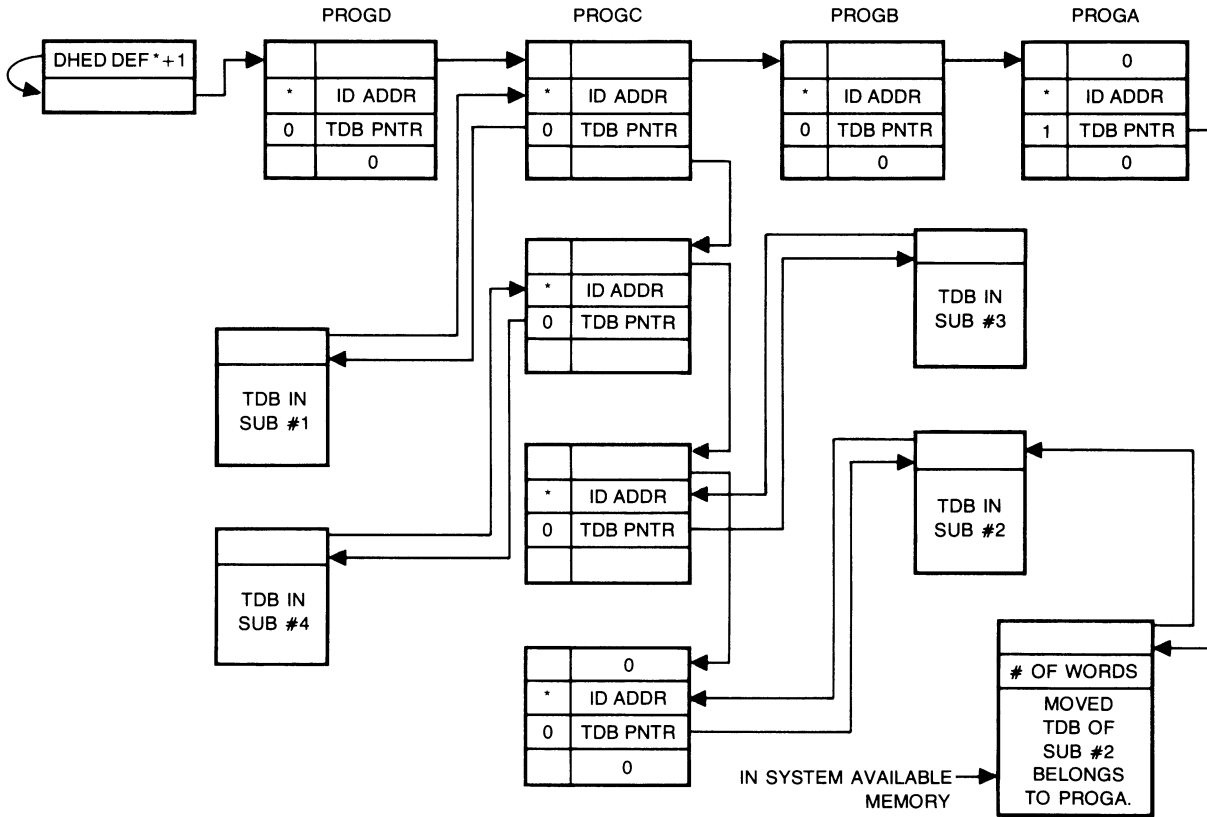 PROGD PROGC PROGB PROGA
DHED DEF *+1
0
* ID ADDR
0 TDB PNTR
0
* ID ADDR
0 TDB PNTR
* ID ADDR
0 TDB PNTR
0
* ID ADDR
1 TDB PNTR
0
* ID ADDR
0 TDB PNTR
TDB IN
SUB #3
TDB IN
SUB #1
* ID ADDR
0 TDB PNTR
TDB IN
SUB #2
TDB IN
SUB #4
0
* ID ADDR
0 TDB PNTR
0
# OF WORDS
MOVED
TDB OF
SUB #2
BELONGS
TO PROGA.
IN SYSTEM AVAILABLE
MEMORY